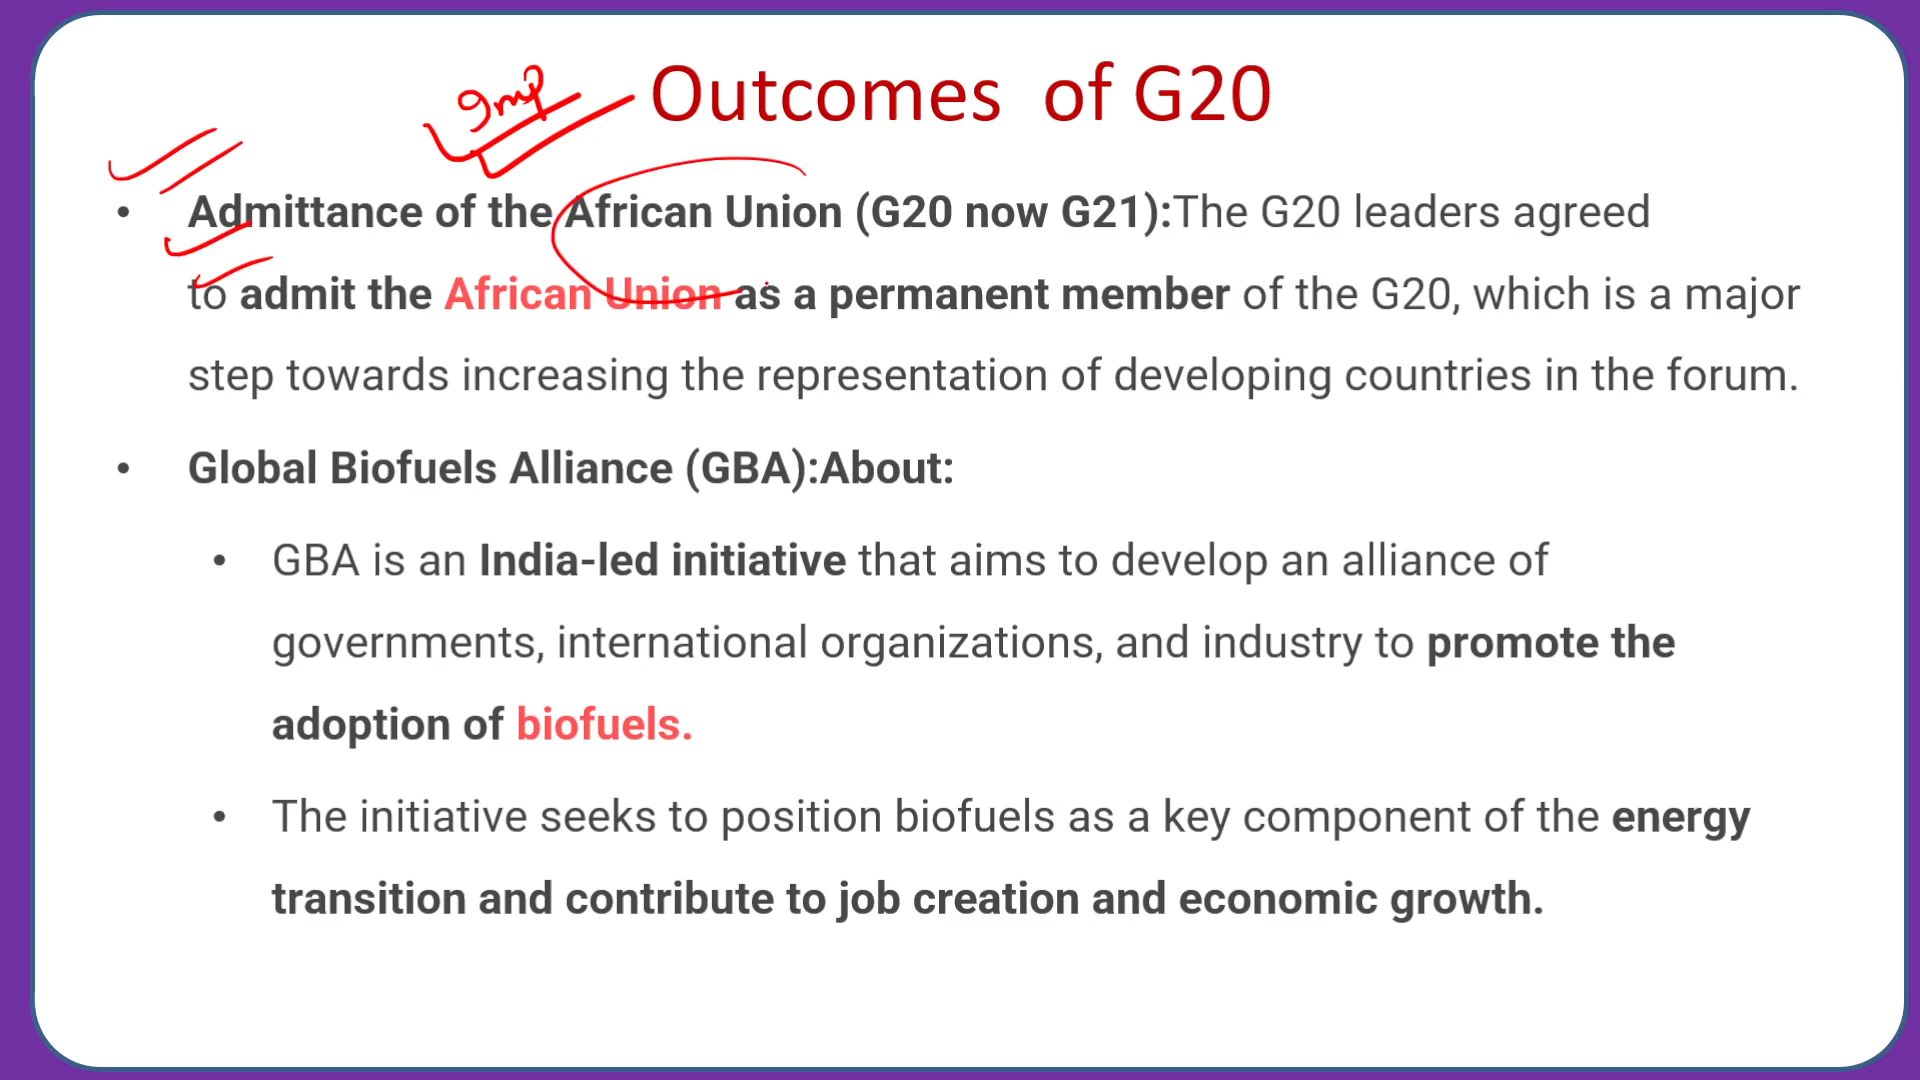 Imp
Outcomes of G20
• Admittance of the African Union (G20 now G21):The G20 leaders agreed
to admit the African Union as a permanent member of the G20, which is a major
step towards increasing the representation of developing countries in the forum.
• Global Biofuels Alliance (GBA):About:
• GBA is an India-led initiative that aims to develop an alliance of
governments, international organizations, and industry to promote the
adoption of biofuels.
• The initiative seeks to position biofuels as a key component of the energy
transition and contribute to job creation and economic growth.